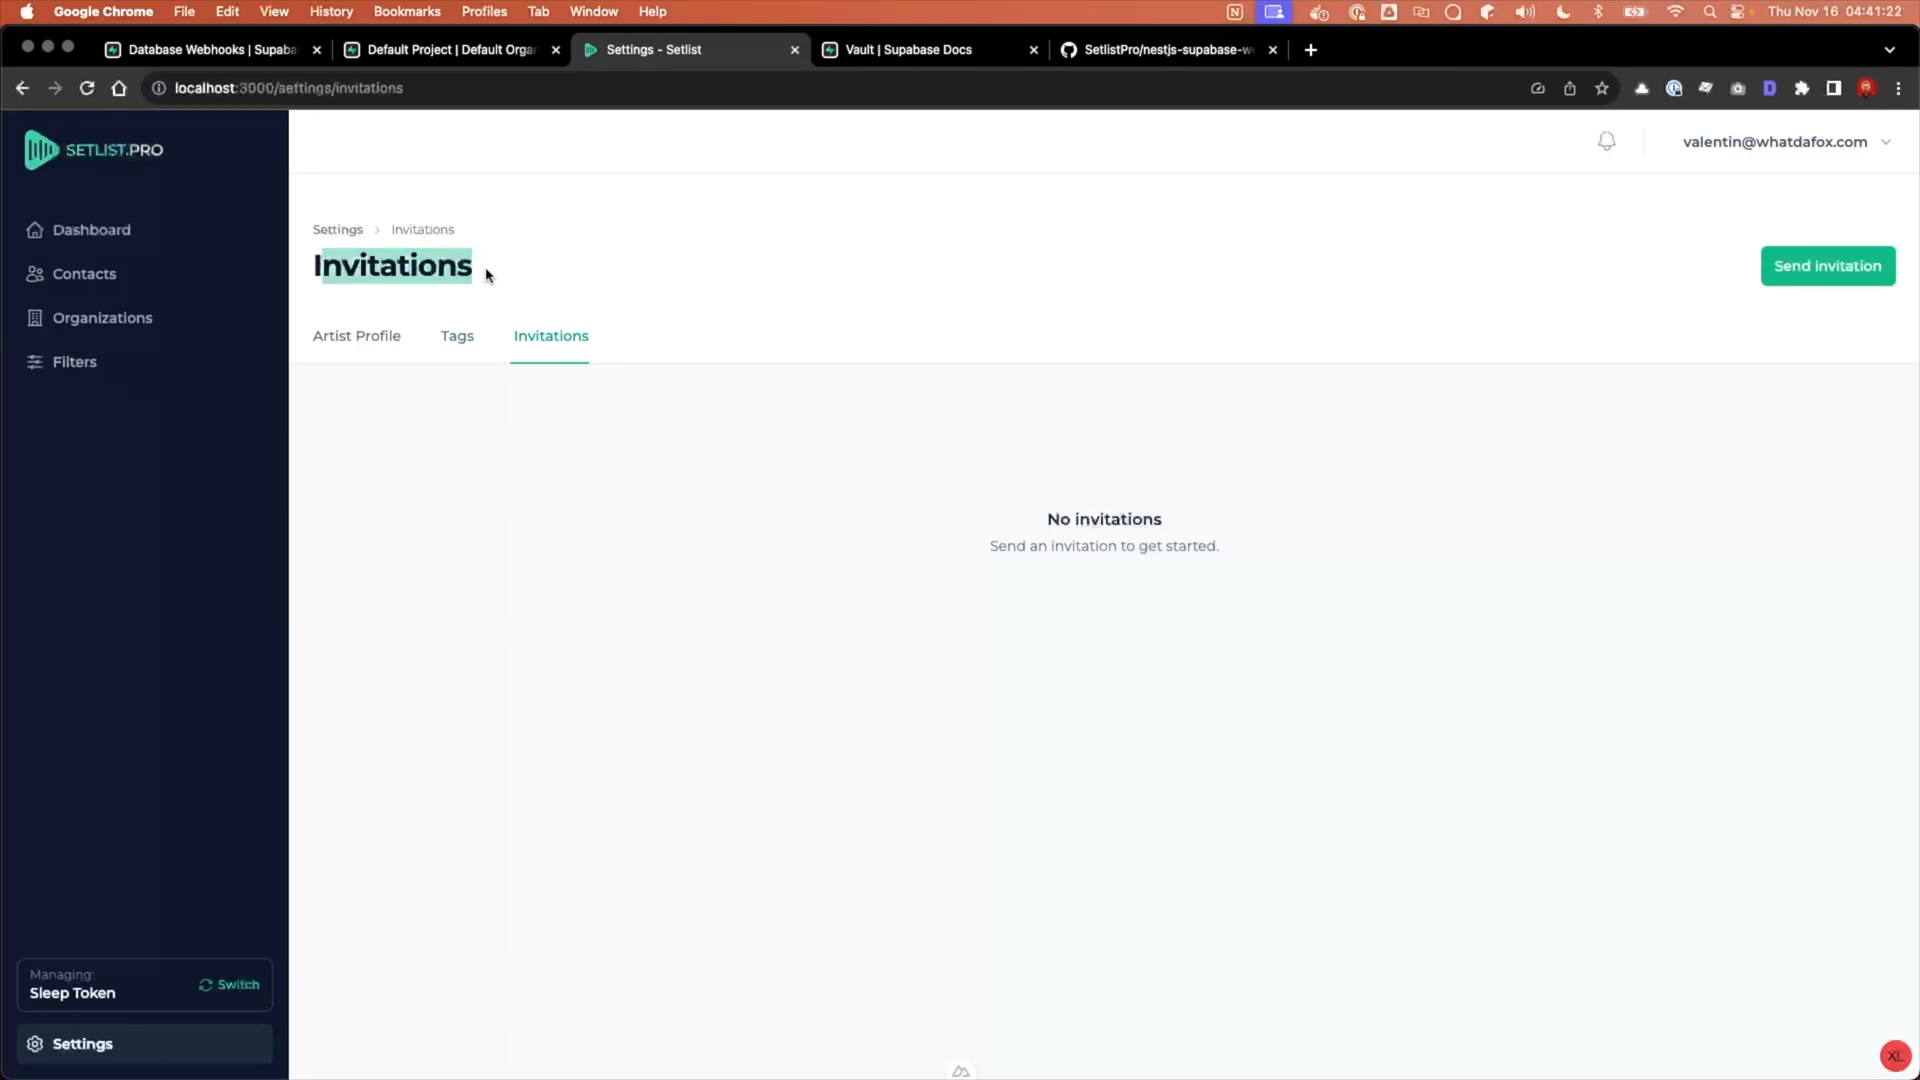 Google Chrome File Edit View History Bookmarks Profiles Tab Window Help Thu Nov 16 04:41:22
Database Webhooks | Supaba Default Project | Default Organ Settings - Setlist Vault | Supabase Docs SetlistPro/nestjs-supabase-we
localhost:3000/settings/invitations
SETLIST.PRO
valentin@whatdafox.com
Dashboard
Contacts
Organizations
Filters
Settings > Invitations
Invitations
Send invitation
Artist Profile Tags Invitations
No invitations
Send an invitation to get started.
Managing:
Sleep Token
Switch
Settings
XL